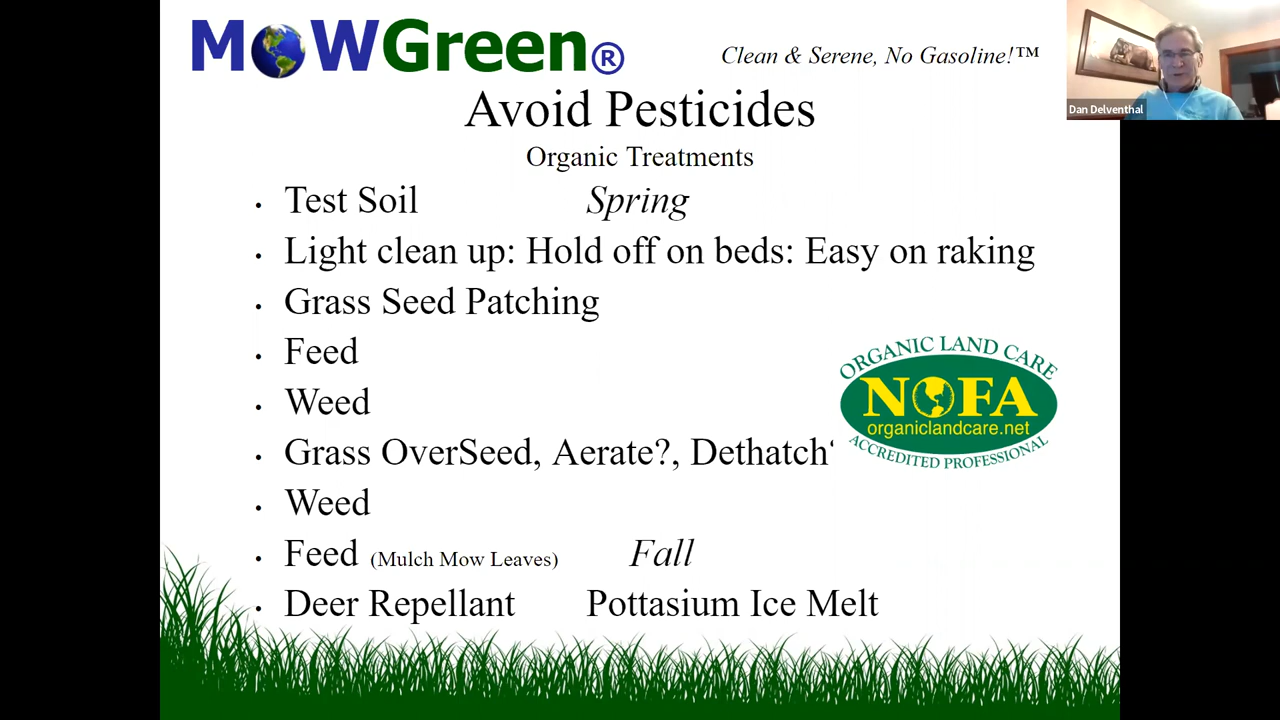 MOWGreen®
Clean & Serene, No Gasoline!™
Dan Delventhal
Avoid Pesticides
Organic Treatments
• Test Soil Spring
• Light clean up: Hold off on beds: Easy on raking
• Grass Seed Patching
• Feed
• Weed
• Grass OverSeed, Aerate?, Dethatch
• Weed
• Feed (Mulch Mow Leaves) Fall
• Deer Repellant Pottasium Ice Melt
ORGANIC LAND CARE
NOFA
organiclandcare.net
ACCREDITED PROFESSIONAL